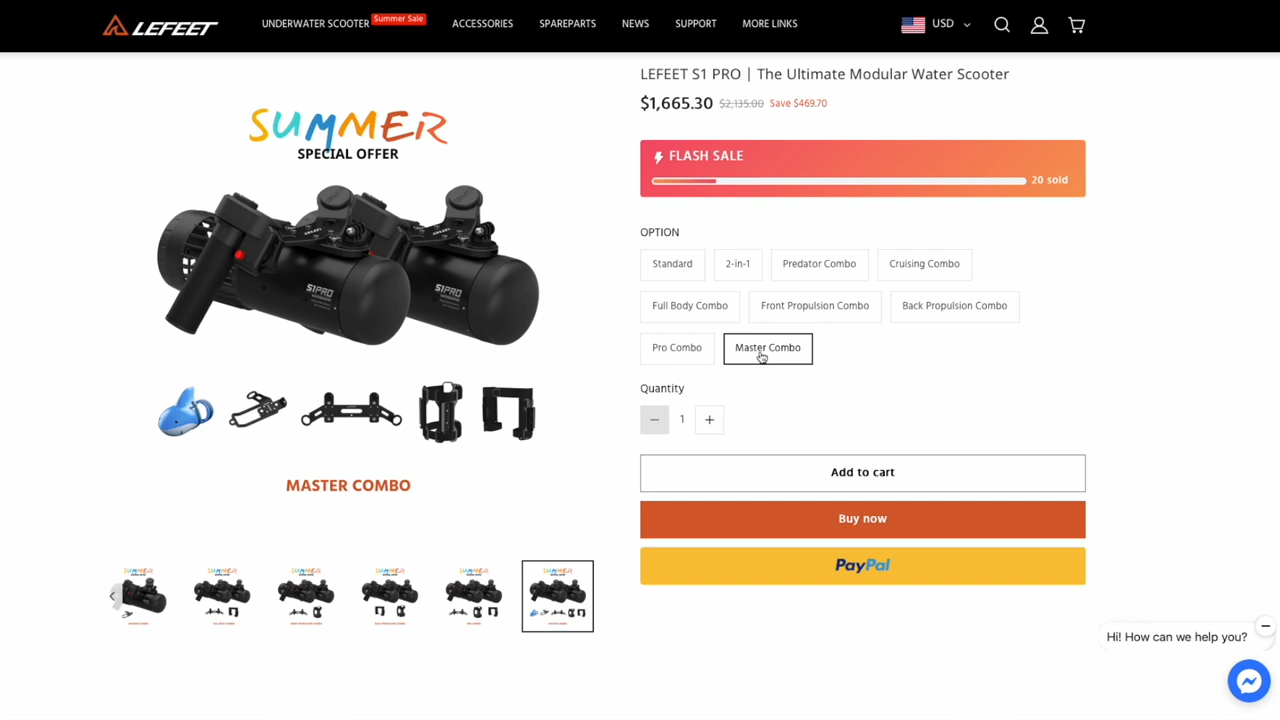 LEFEET
UNDERWATER SCOOTER
Summer Sale
ACCESSORIES
SPAREPARTS
NEWS
SUPPORT
MORE LINKS
USD
LEFEET S1 PRO | The Ultimate Modular Water Scooter
$1,665.30 $2,135.00 Save $469.70
FLASH SALE
20 sold
OPTION
Standard
2-in-1
Predator Combo
Cruising Combo
Full Body Combo
Front Propulsion Combo
Back Propulsion Combo
Pro Combo
Master Combo
Quantity
1
Add to cart
Buy now
PayPal
SUMMER
SPECIAL OFFER
S1PRO
S1PRO
MASTER COMBO
Hi! How can we help you?